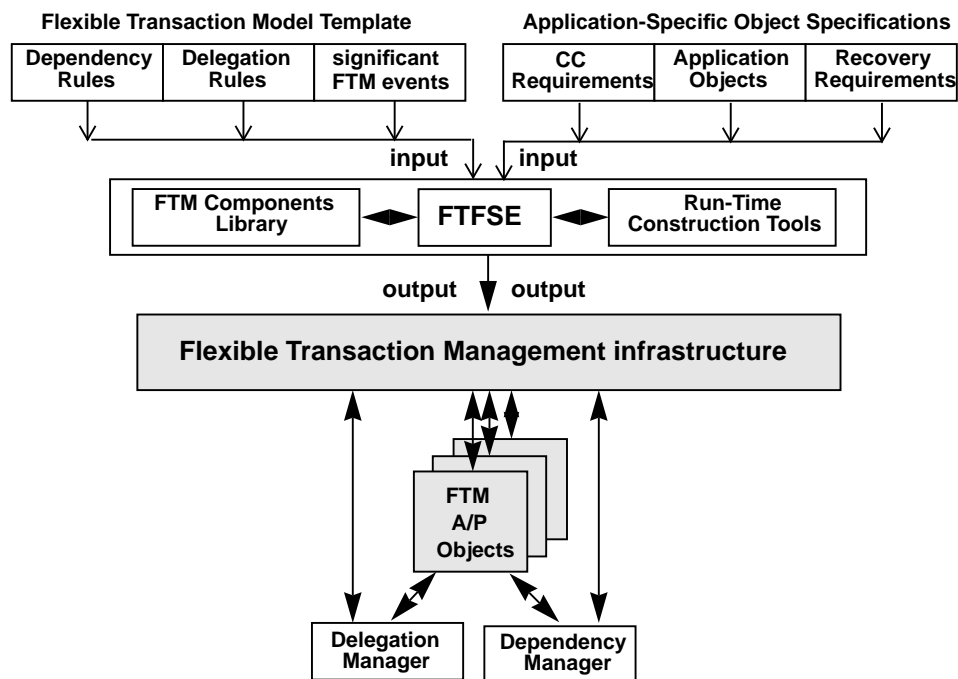 Flexible Transaction Model Template
Application-Specific Object Specifications
Dependency
Rules
Delegation
Rules
significant
FTM events
CC
Requirements
Application
Objects
Recovery
Requirements
input
input
FTM Components
Library
FTFSE
Run-Time
Construction Tools
output
output
Flexible Transaction Management infrastructure
FTM
A/P
Objects
Delegation
Manager
Dependency
Manager